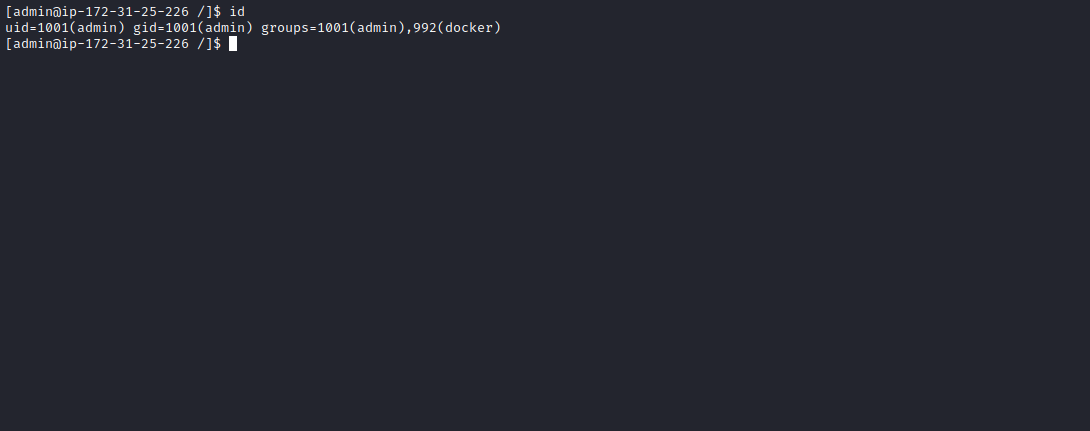 [admin@ip-172-31-25-226 /]$ id
uid=1001(admin) gid=1001(admin) groups=1001(admin),992(docker)
[admin@ip-172-31-25-226 /]$